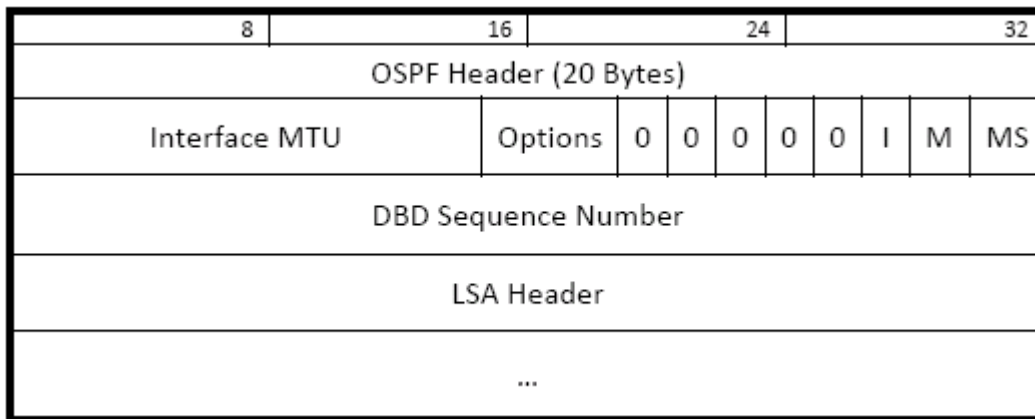 8 16 24 32
OSPF Header (20 Bytes)
Interface MTU Options 0 0 0 0 0 I M MS
DBD Sequence Number
LSA Header
...